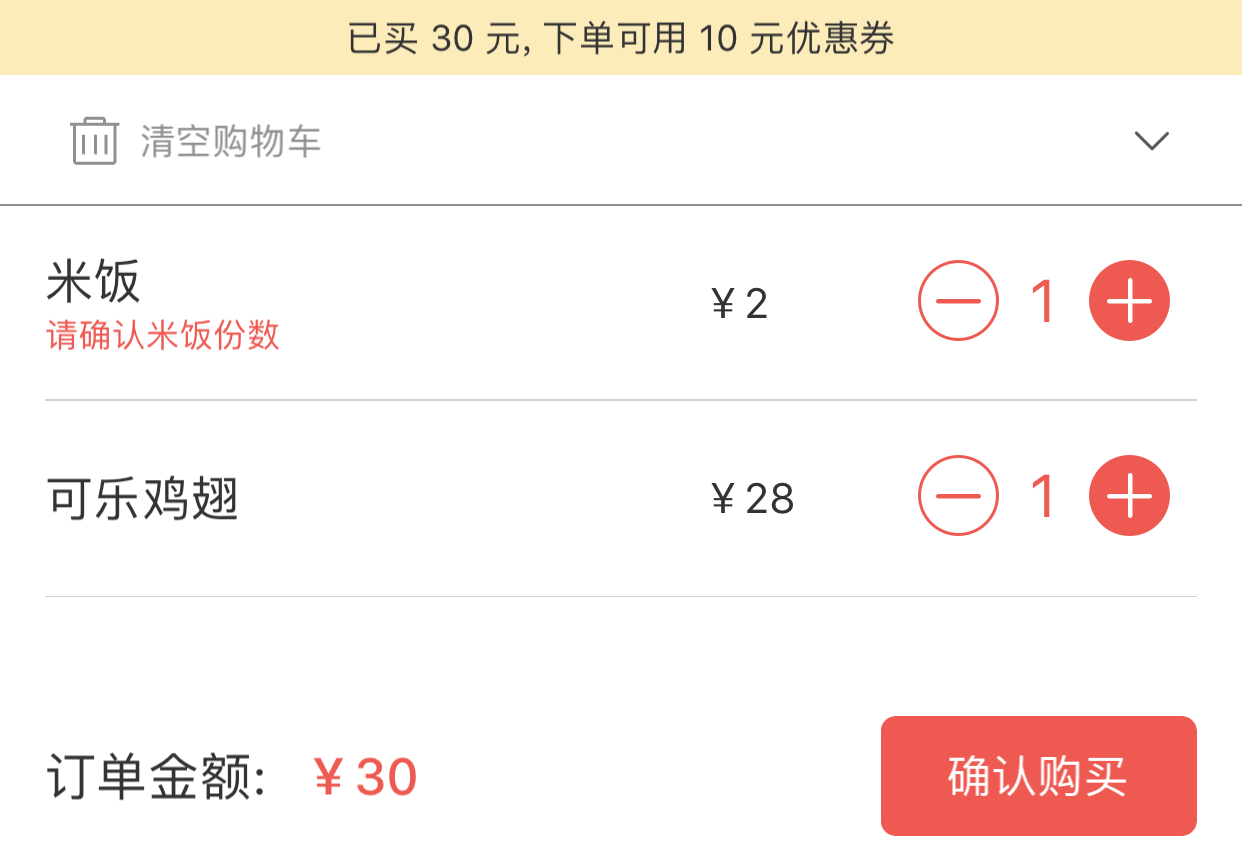 已买 30 元, 下单可用 10 元优惠券
清空购物车
米饭
请确认米饭份数
¥ 2
1
可乐鸡翅
¥ 28
1
订单金额: ¥ 30
确认购买